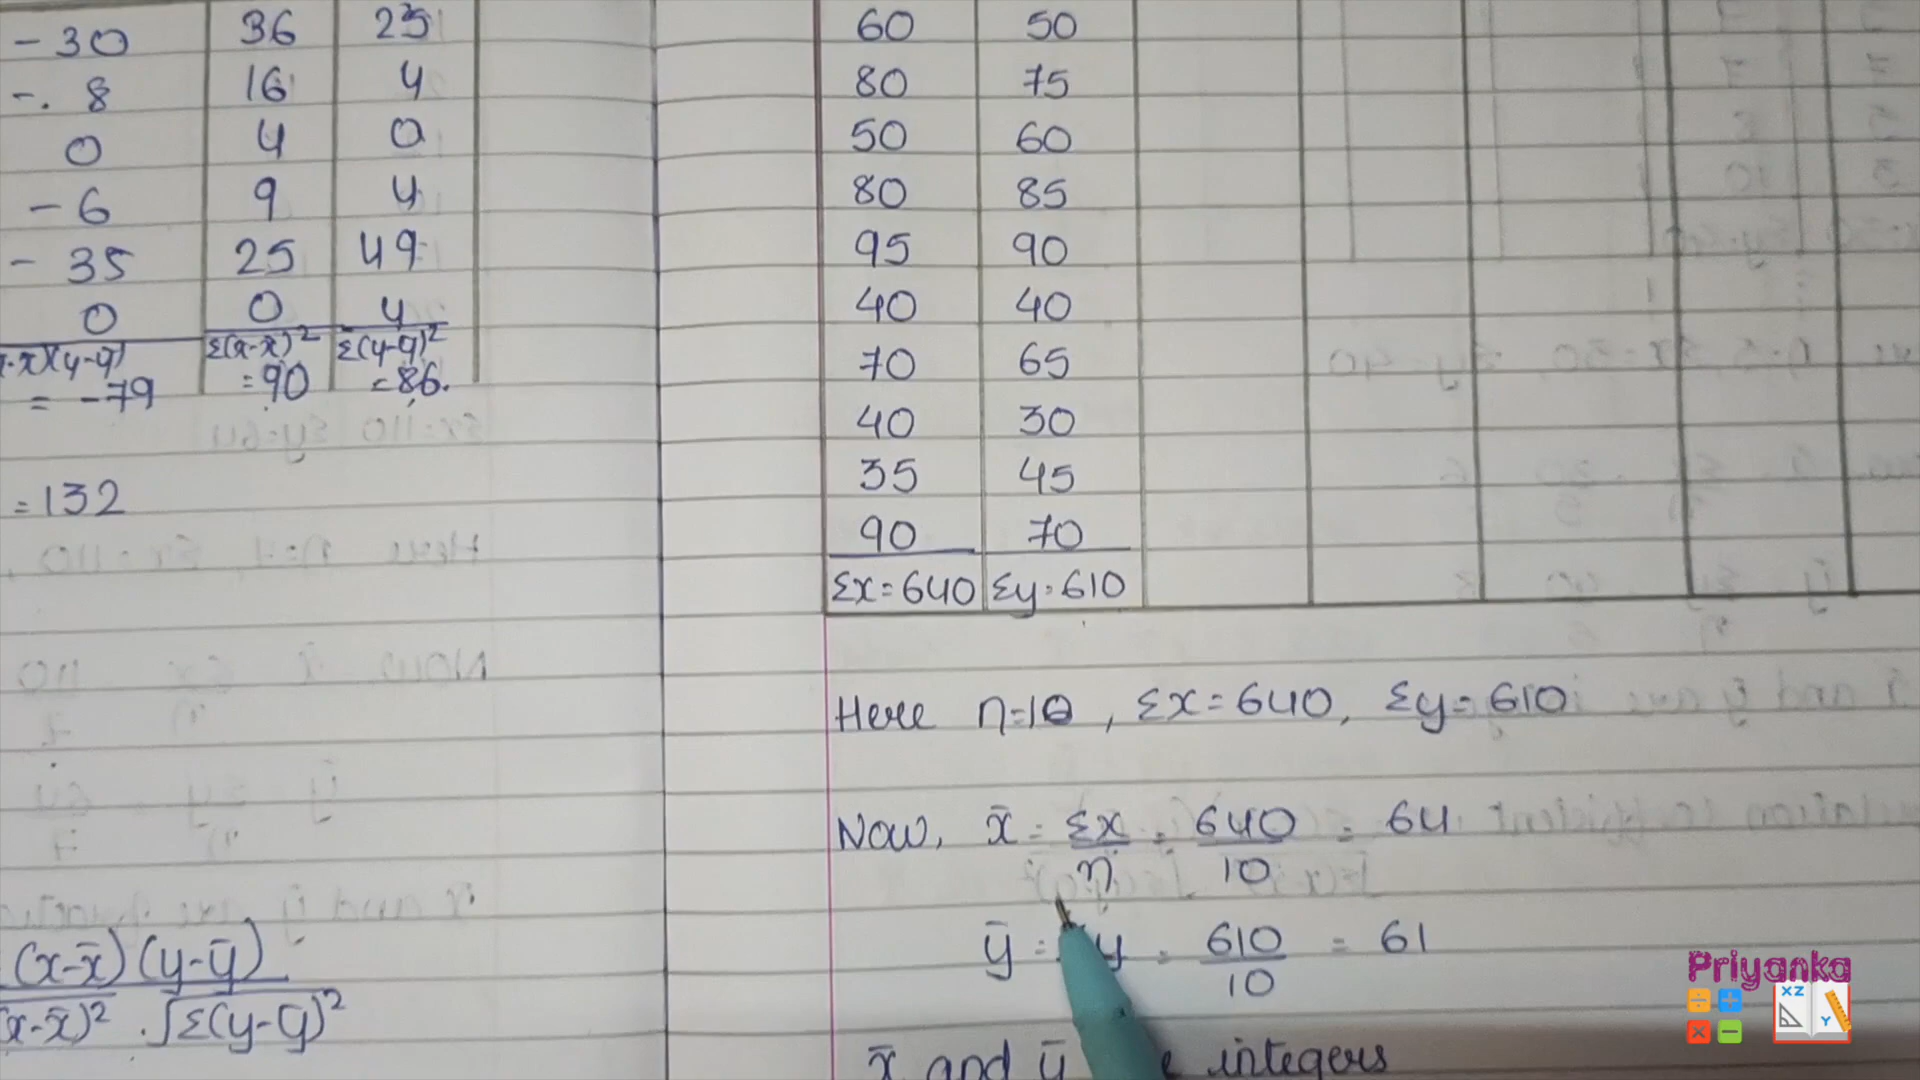 -30 36 25
-. 8 16 4
0 4 0
-6 9 4
-35 25 49
0 0 4
(y-ȳ) Σ(x-x̄)² Σ(y-ȳ)²
= -79 =90 =86.
=132
(x-x̄)(y-ȳ)
x-x̄)² .√Σ(y-ȳ)²
60 50
80 75
50 60
80 85
95 90
40 40
70 65
40 30
35 45
90 70
Σx=640 Σy=610
Here n=10, Σx=640, Σy=610
Now, x̄ = Σx/n = 640/10 = 64.
ȳ = y = 610/10 = 61
x̄ and ȳ integers
Priyanka
XZ
Y